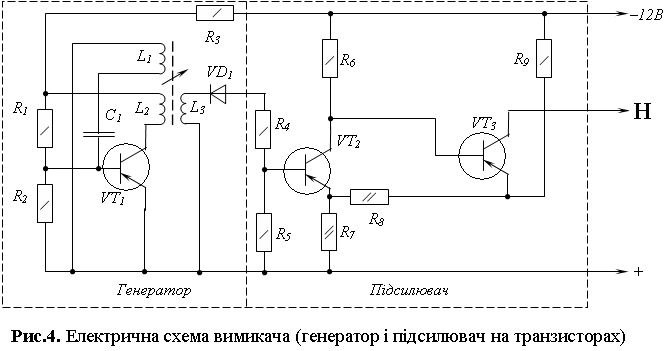 –12В
R3
L1
R6
R9
VD1
R1
C1
L2
L3
H
R4
VT2
VT3
R2
VT1
R8
R5
R7
+
Генератор
Підсилювач
Рис.4. Електрична схема вимикача (генератор і підсилювач на транзисторах)